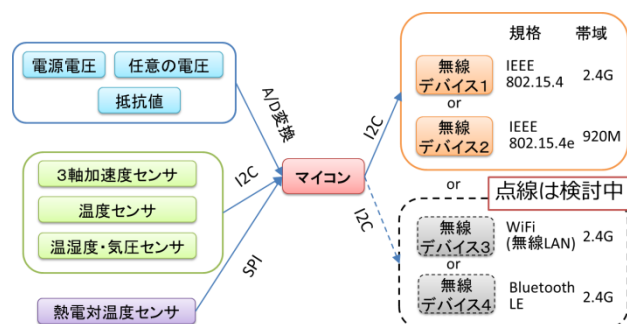 規格 帯域
電源電圧 任意の電圧
抵抗値
A/D変換
無線
デバイス1
IEEE
802.15.4
2.4G
or
無線
デバイス2
IEEE
802.15.4e
920M
I2C
3軸加速度センサ
温度センサ
温湿度・気圧センサ
I2C
マイコン
or
点線は検討中
I2C
無線
デバイス3
WiFi
(無線LAN)
2.4G
or
無線
デバイス4
Bluetooth
LE
2.4G
SPI
熱電対温度センサ